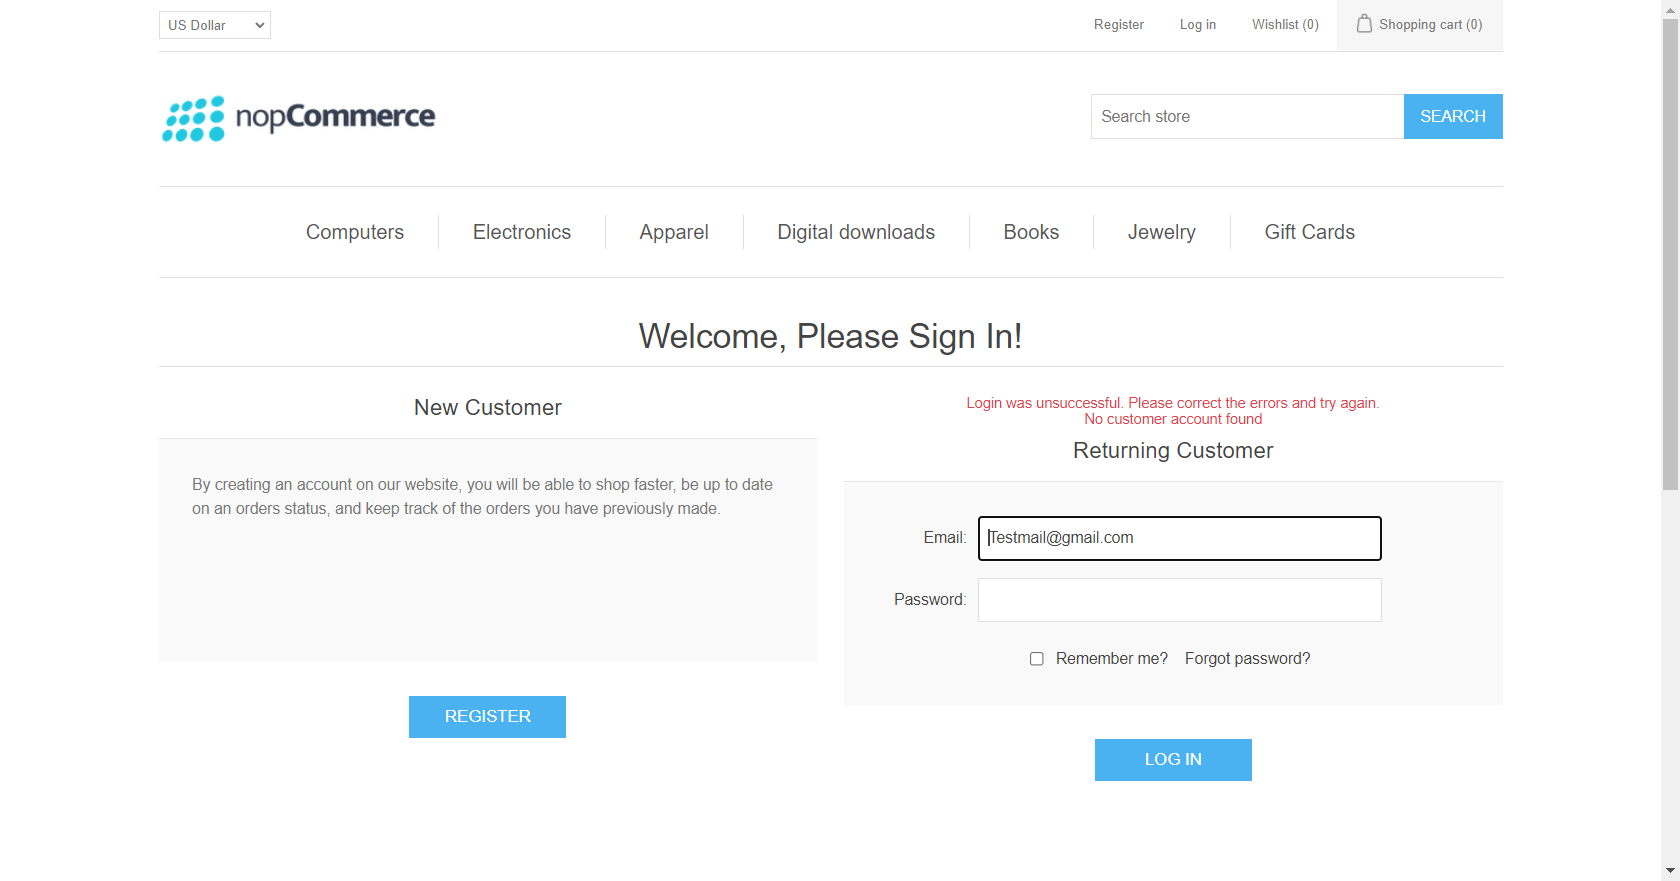 US Dollar
Register
Log in
Wishlist (0)
Shopping cart (0)
nopCommerce
Search store
SEARCH
Computers
Electronics
Apparel
Digital downloads
Books
Jewelry
Gift Cards
Welcome, Please Sign In!
New Customer
By creating an account on our website, you will be able to shop faster, be up to date
on an orders status, and keep track of the orders you have previously made.
REGISTER
Login was unsuccessful. Please correct the errors and try again.
No customer account found
Returning Customer
Email:
Testmail@gmail.com
Password:
Remember me?
Forgot password?
LOG IN